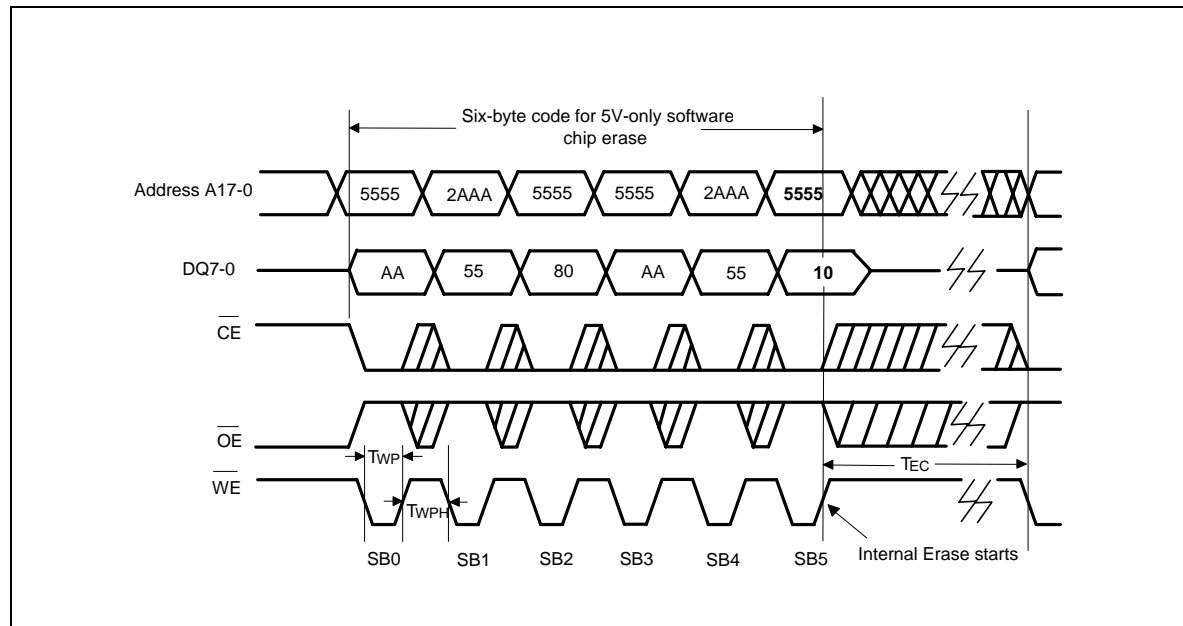 Six-byte code for 5V-only software
chip erase
Address A17-0
5555
2AAA
5555
5555
2AAA
5555
DQ7-0
AA
55
80
AA
55
10
CE
OE
TWP
TEC
WE
TWPH
SB0
SB1
SB2
SB3
SB4
SB5
Internal Erase starts